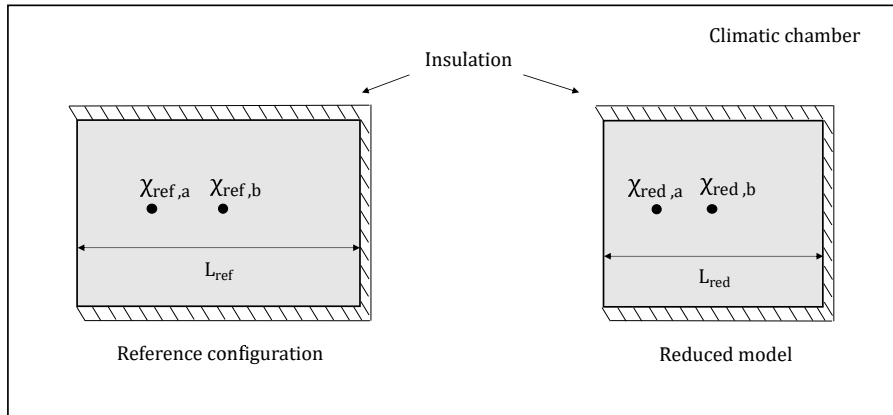 Climatic chamber
Insulation
χref,a χref,b
χred,a χred,b
Lref
Lred
Reference configuration
Reduced model